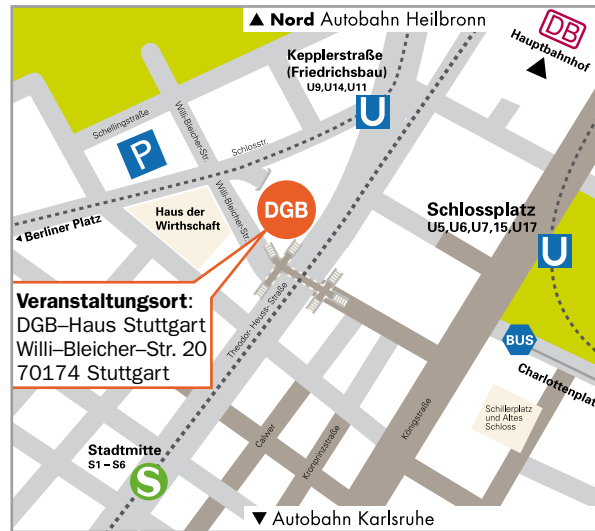 ▲ Nord Autobahn Heilbronn
DB
Hauptbahnhof
Kepplerstraße
(Friedrichsbau)
U9,U14,U11
U
Schellingstraße
Willi-Bleicher-Str.
P
Schlosstr.
Berliner Platz
Haus der
Wirthschaft
Willi-Bleicher-Str.
DGB
Schlossplatz
U5,U6,U7,15,U17
U
Veranstaltungsort:
DGB–Haus Stuttgart
Willi–Bleicher–Str. 20
70174 Stuttgart
Theodor- Heuss- Straße
BUS
Charlottenplat
Schillerplatz
und Altes
Schloss
Königstraße
Kronprinzstraße
Calwer
Stadtmitte
S1 – S6
S
▼ Autobahn Karlsruhe